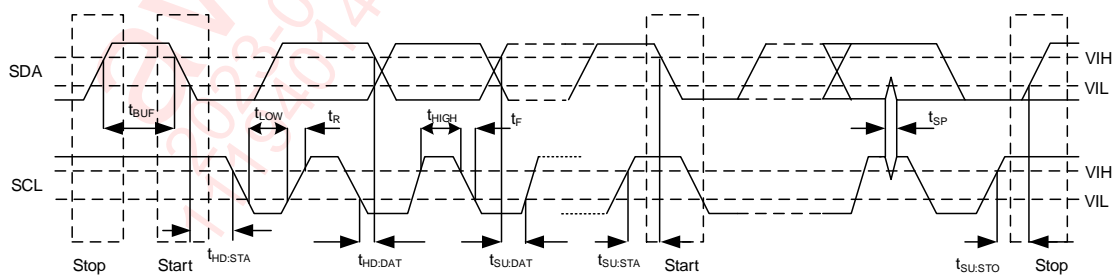 SDA
VIH
VIL
tBUF
tLOW
tR
tHIGH
tF
tSP
SCL
VIH
VIL
tHD:STA
tHD:DAT
tSU:DAT
tSU:STA
tSU:STO
Stop
Start
Start
Stop